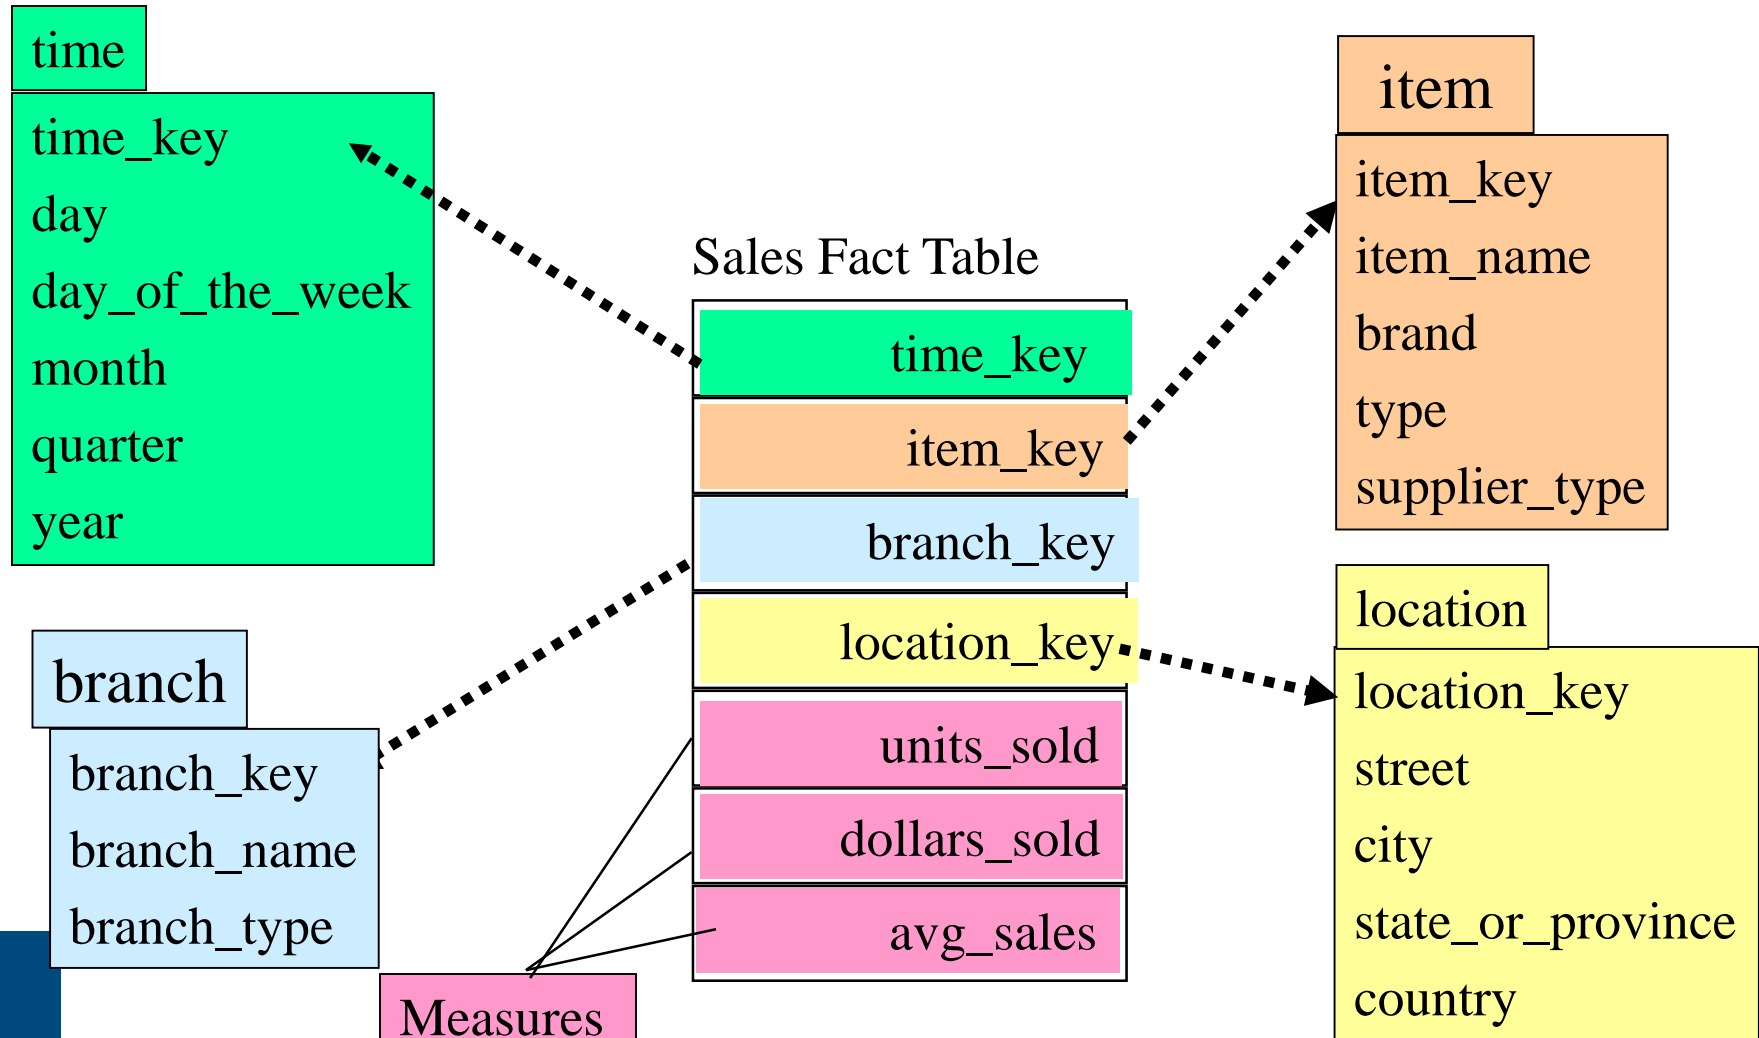 time
time_key
day
day_of_the_week
month
quarter
year
item
item_key
item_name
brand
type
supplier_type
Sales Fact Table
time_key
item_key
branch_key
location_key
units_sold
dollars_sold
avg_sales
branch
branch_key
branch_name
branch_type
location
location_key
street
city
state_or_province
country
Measures